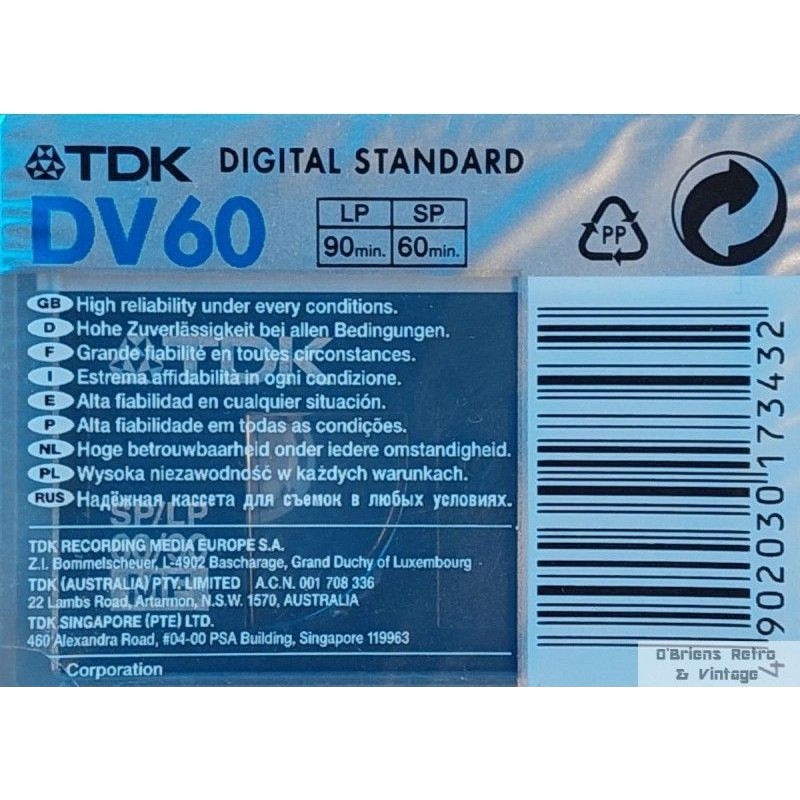 TDK DIGITAL STANDARD
DV60
LP SP
90min. 60min.
PP
GB High reliability under every conditions.
D Hohe Zuverlässigkeit bei allen Bedingungen.
F Grande fiabilité en toutes circonstances.
I Estrema affidabilita in ogni condizione.
E Alta fiabilidad en cualquier situación.
P Alta fiabilidade em todas as condições.
NL Hoge betrouwbaarheid onder iedere omstandigheid.
PL Wysoka niezawodność w każdych warunkach.
RUS Надёжная кассета для съемок в любых условиях.
TDK
SP/LP
TDK RECORDING MEDIA EUROPE S.A.
Z.I. Bommelscheuer, L-4902 Bascharage, Grand Duchy of Luxembourg
TDK (AUSTRALIA) PTY. LIMITED A.C.N. 001 708 336
22 Lambs Road, Artarmon, N.S.W. 1570, AUSTRALIA
TDK SINGAPORE (PTE) LTD.
460 Alexandra Road, #04-00 PSA Building, Singapore 119963
Corporation
4 902030 173432
O'Briens Retro
& Vintage